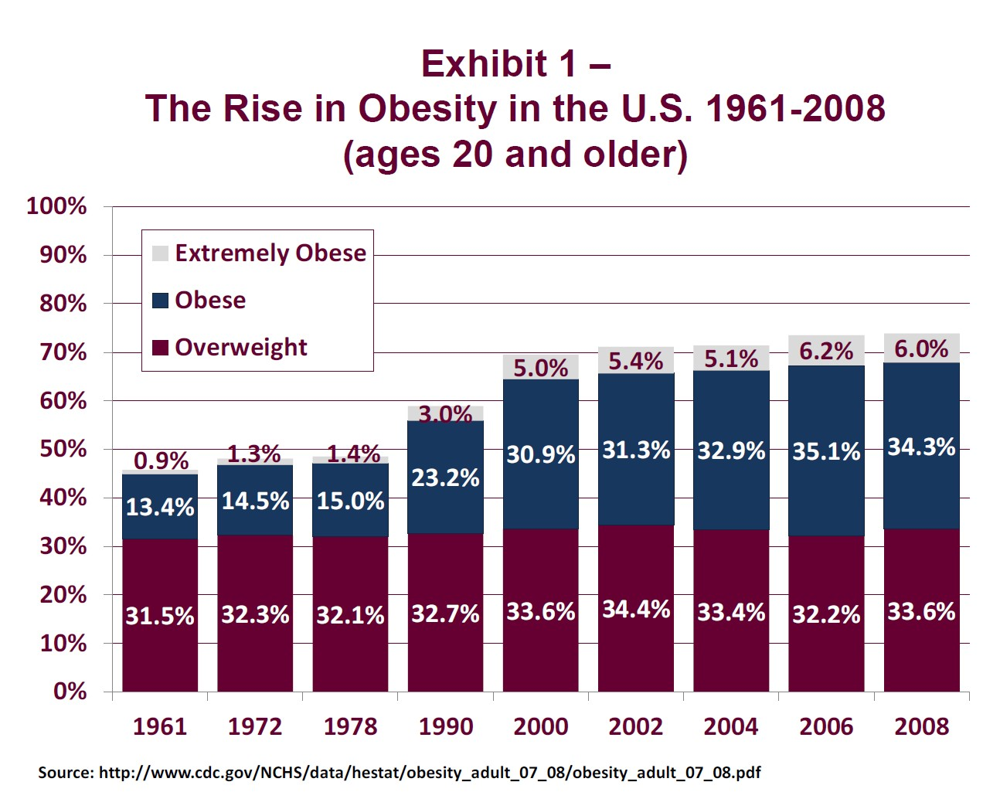 Exhibit 1 –
The Rise in Obesity in the U.S. 1961-2008
(ages 20 and older)
100%
90%
80%
70%
60%
50%
40%
30%
20%
10%
0%
Extremely Obese
Obese
Overweight
0.9% 1.3% 1.4% 3.0% 5.0% 5.4% 5.1% 6.2% 6.0%
13.4% 14.5% 15.0% 23.2% 30.9% 31.3% 32.9% 35.1% 34.3%
31.5% 32.3% 32.1% 32.7% 33.6% 34.4% 33.4% 32.2% 33.6%
1961 1972 1978 1990 2000 2002 2004 2006 2008
Source: http://www.cdc.gov/NCHS/data/hestat/obesity_adult_07_08/obesity_adult_07_08.pdf